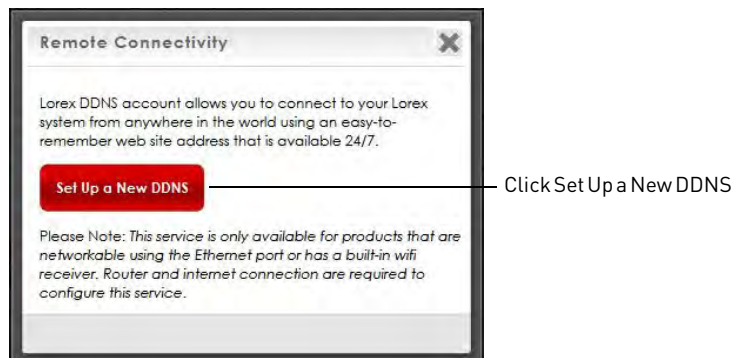 Remote Connectivity
Lorex DDNS account allows you to connect to your Lorex
system from anywhere in the world using an easy-to-
remember web site address that is available 24/7.
Set Up a New DDNS
Click Set Up a New DDNS
Please Note: This service is only available for products that are
networkable using the Ethernet port or has a built-in wifi
receiver. Router and internet connection are required to
configure this service.